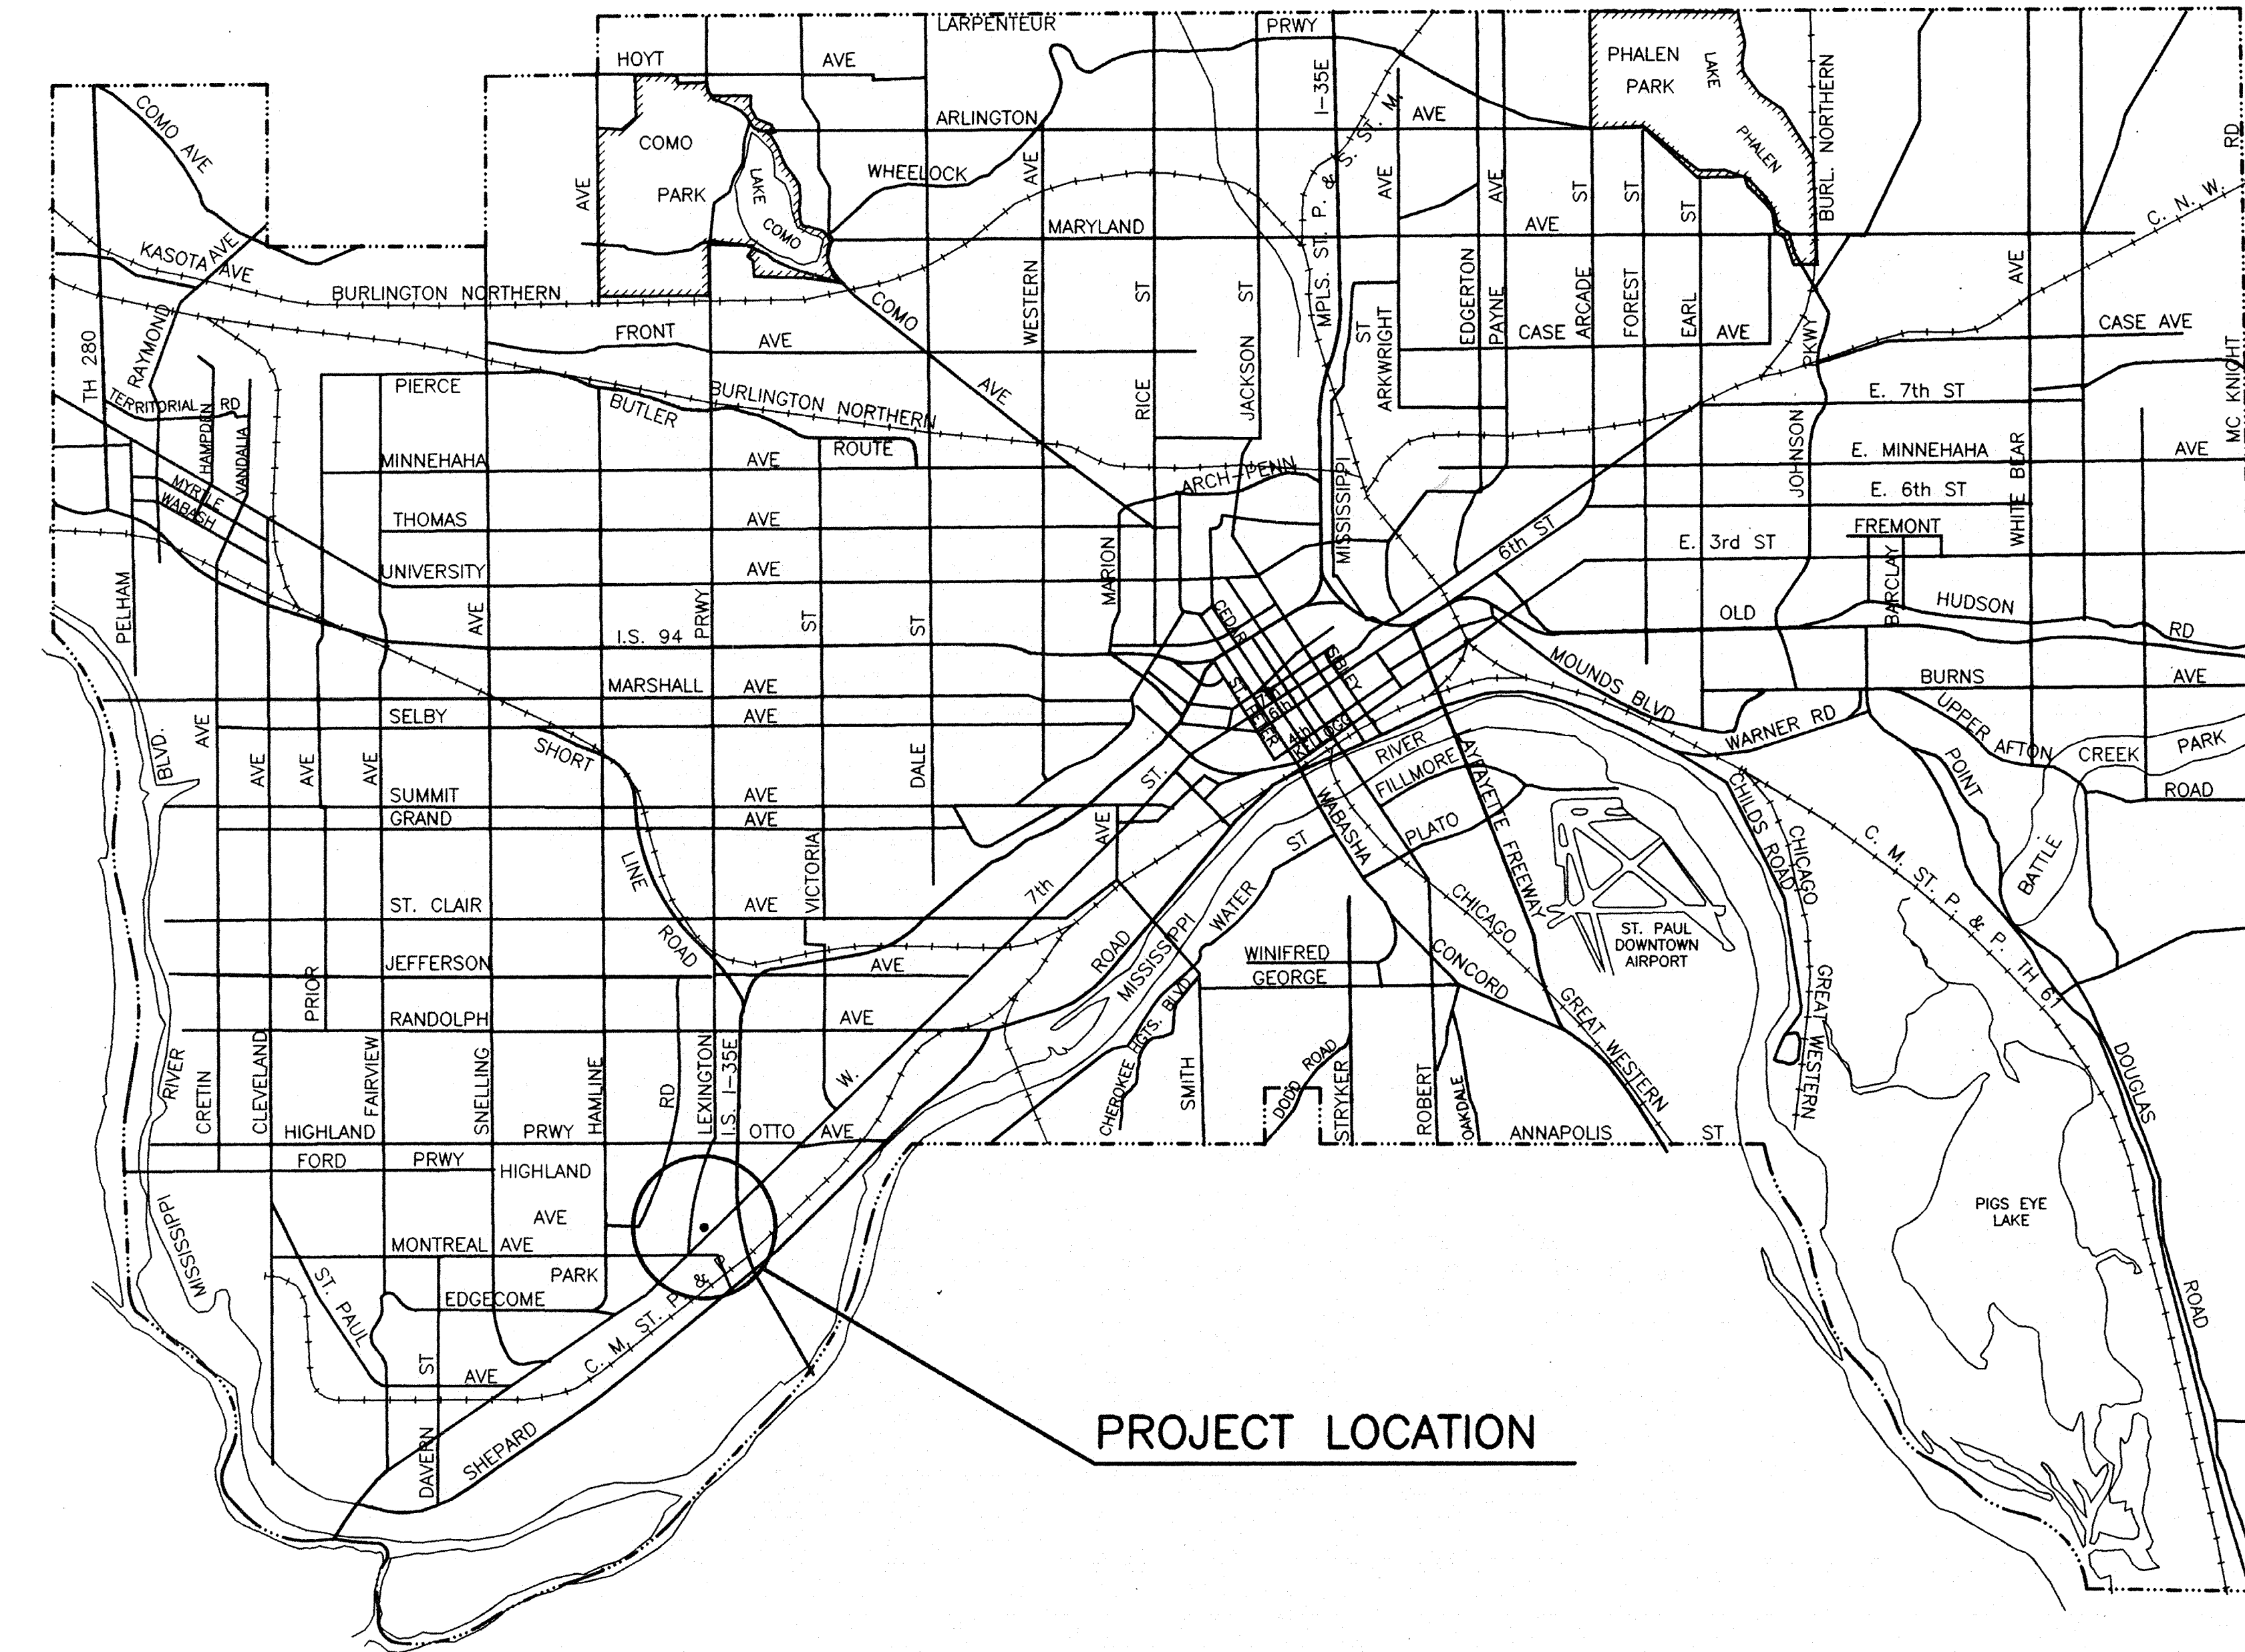 LARPENTEUR
PRWY
HOYT
AVE
I-35E
PHALEN
PARK
LAKE
PHALEN
BURL. NORTHERN
COMO AVE
COMO
PARK
LAKE
COMO
AVE
ARLINGTON
AVE
WHEELOCK
AVE
MPLS. ST. P. & S. ST. M.
AVE
AVE
ST
ST
ST
RD
C. N. W.
MARYLAND
AVE
KASOTA AVE
AVE
RAYMOND
BURLINGTON NORTHERN
COMO
AVE
WESTERN
ST
ST
ST
ARKWRIGHT
EDGERTON
PAYNE
ARCADE
FOREST
EARL
CASE
AVE
PKWY
AVE
CASE AVE
FRONT
AVE
TH 280
PIERCE
BUTLER
BURLINGTON NORTHERN
ROUTE
RICE
JACKSON
MC KNIGHT
TERRITORIAL RD
HAMPDEN
VANDALIA
MYRTLE
WABASH
MINNEHAHA
AVE
ARCH-PENN
MISSISSIPPI
E. 7th ST
JOHNSON
E. MINNEHAHA
AVE
E. 6th ST
WHITE BEAR
FREMONT
BARCLAY
THOMAS
AVE
6th ST
E. 3rd ST
UNIVERSITY
AVE
MARION
PELHAM
AVE
PRWY
ST
ST
I.S. 94
CEDAR
SIBLEY
OLD
HUDSON
RD
MARSHALL
AVE
MOUNDS BLVD
BURNS
AVE
SELBY
AVE
ST. PETER
7th
6th
4th
KELLOGG
WARNER RD
UPPER AFTON
CREEK
PARK
ROAD
BLVD.
AVE
AVE
AVE
AVE
SHORT
LINE
ROAD
DALE
ST.
RIVER
FILLMORE
LAFAYETTE
FREEWAY
POINT
SUMMIT
AVE
GRAND
AVE
AVE
WABASHA
PLATO
CHILDS ROAD
CHICAGO
GREAT WESTERN
C. M. ST. P. & P.
TH 61
BATTLE
VICTORIA
7th
WATER
ST
ST. CLAIR
AVE
CHICAGO
GREAT WESTERN
ST. PAUL
DOWNTOWN
AIRPORT
ROAD
MISSISSIPPI
WINIFRED
GEORGE
CONCORD
JEFFERSON
AVE
PRIOR
RANDOLPH
AVE
RIVER
CRETIN
CLEVELAND
FAIRVIEW
SNELLING
HAMLINE
RD
LEXINGTON
I.S. I-35E
W.
CHEROKEE HGTS. BLVD
SMITH
DODD ROAD
STRYKER
ROBERT
OAKDALE
DOUGLAS
ROAD
HIGHLAND
PRWY
OTTO
AVE
ANNAPOLIS
ST
FORD
PRWY
HIGHLAND
AVE
MISSISSIPPI
PIGS EYE
LAKE
MONTREAL AVE
PARK
ST. PAUL
EDGECOME
C. M. ST. P. & P.
ST
AVE
DAVERN
SHEPARD
PROJECT LOCATION